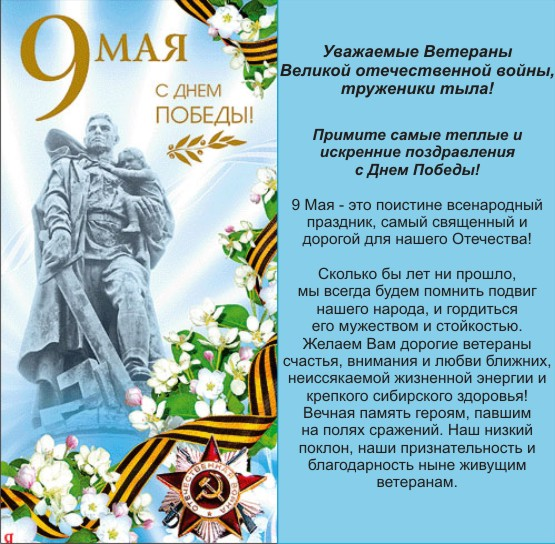 9 МАЯ
С ДНЕМ
ПОБЕДЫ!
ОТЕЧЕСТВЕННАЯ ВОЙНА
Я
Уважаемые Ветераны
Великой отечественной войны,
труженики тыла!
Примите самые теплые и
искренние поздравления
с Днем Победы!
9 Мая - это поистине всенародный
праздник, самый священный и
дорогой для нашего Отечества!
Сколько бы лет ни прошло,
мы всегда будем помнить подвиг
нашего народа, и гордиться
его мужеством и стойкостью.
Желаем Вам дорогие ветераны
счастья, внимания и любви ближних,
неиссякаемой жизненной энергии и
крепкого сибирского здоровья!
Вечная память героям, павшим
на полях сражений. Наш низкий
поклон, наши признательность и
благодарность ныне живущим
ветеранам.